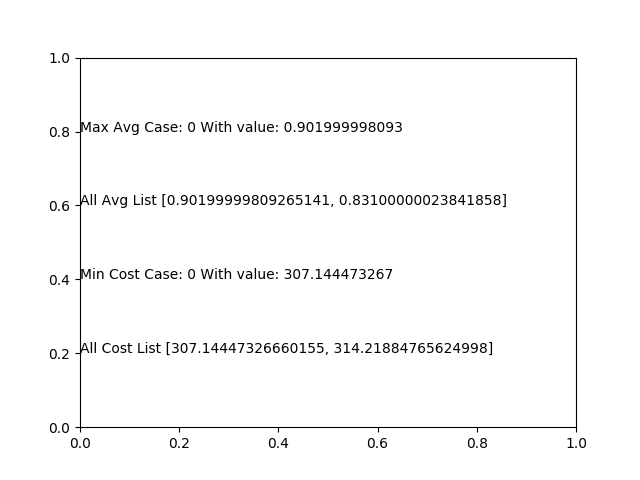 1.0
0.8
Max Avg Case: 0 With value: 0.901999998093
0.6
All Avg List [0.90199999809265141, 0.83100000023841858]
0.4
Min Cost Case: 0 With value: 307.144473267
0.2
All Cost List [307.14447326660155, 314.21884765624998]
0.0
0.0 0.2 0.4 0.6 0.8 1.0